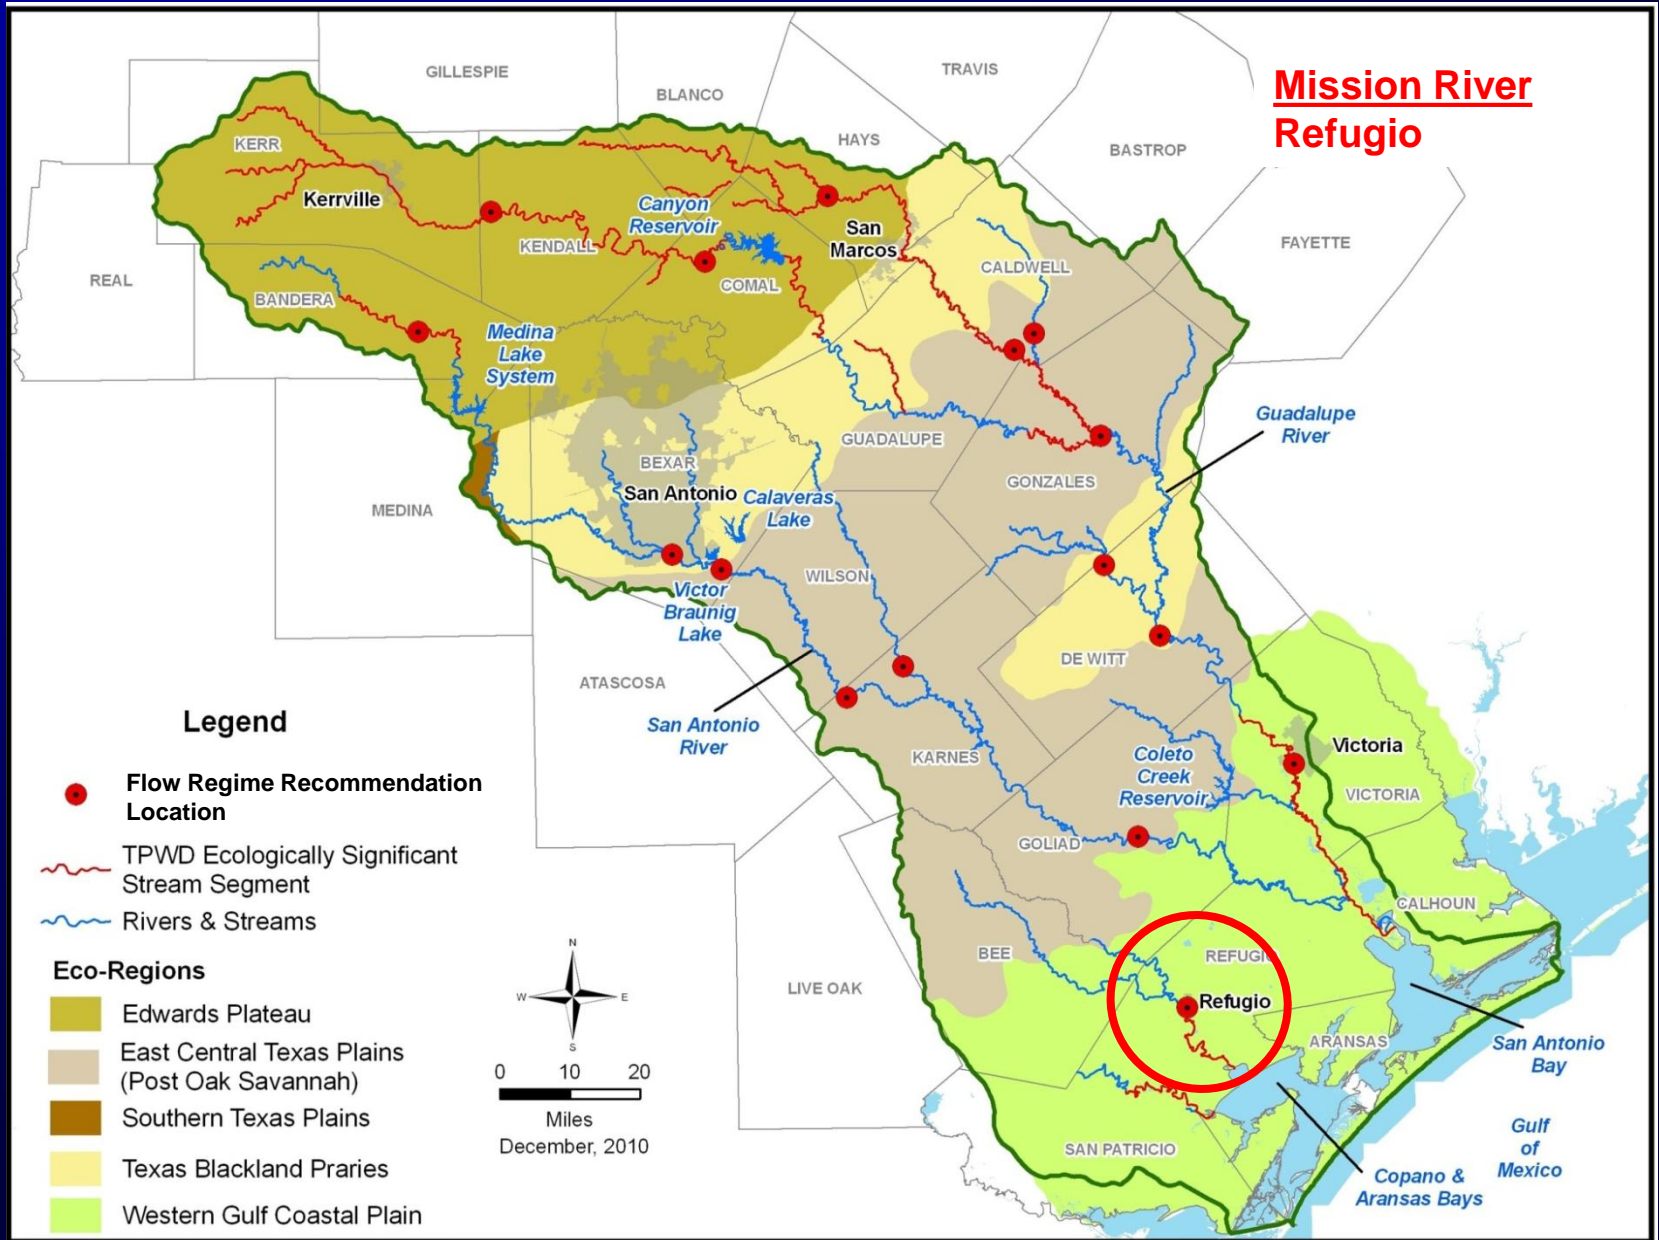 Mission River
Refugio
GILLESPIE
TRAVIS
BLANCO
HAYS
BASTROP
KERR
Kerrville
Canyon
Reservoir
San
Marcos
FAYETTE
KENDALL
REAL
CALDWELL
COMAL
BANDERA
Medina
Lake
System
Guadalupe
River
GUADALUPE
BEXAR
GONZALES
San Antonio
Calaveras
Lake
MEDINA
WILSON
Victor
Braunig
Lake
DE WITT
ATASCOSA
San Antonio
River
KARNES
Coleto
Creek
Reservoir
Victoria
VICTORIA
GOLIAD
CALHOUN
BEE
REFUGIO
LIVE OAK
Refugio
ARANSAS
San Antonio
Bay
SAN PATRICIO
Gulf
of
Mexico
Copano &
Aransas Bays
Legend
Flow Regime Recommendation
Location
TPWD Ecologically Significant
Stream Segment
Rivers & Streams
Eco-Regions
Edwards Plateau
East Central Texas Plains
(Post Oak Savannah)
Southern Texas Plains
Texas Blackland Praries
Western Gulf Coastal Plain
N
W E
S
0 10 20
Miles
December, 2010